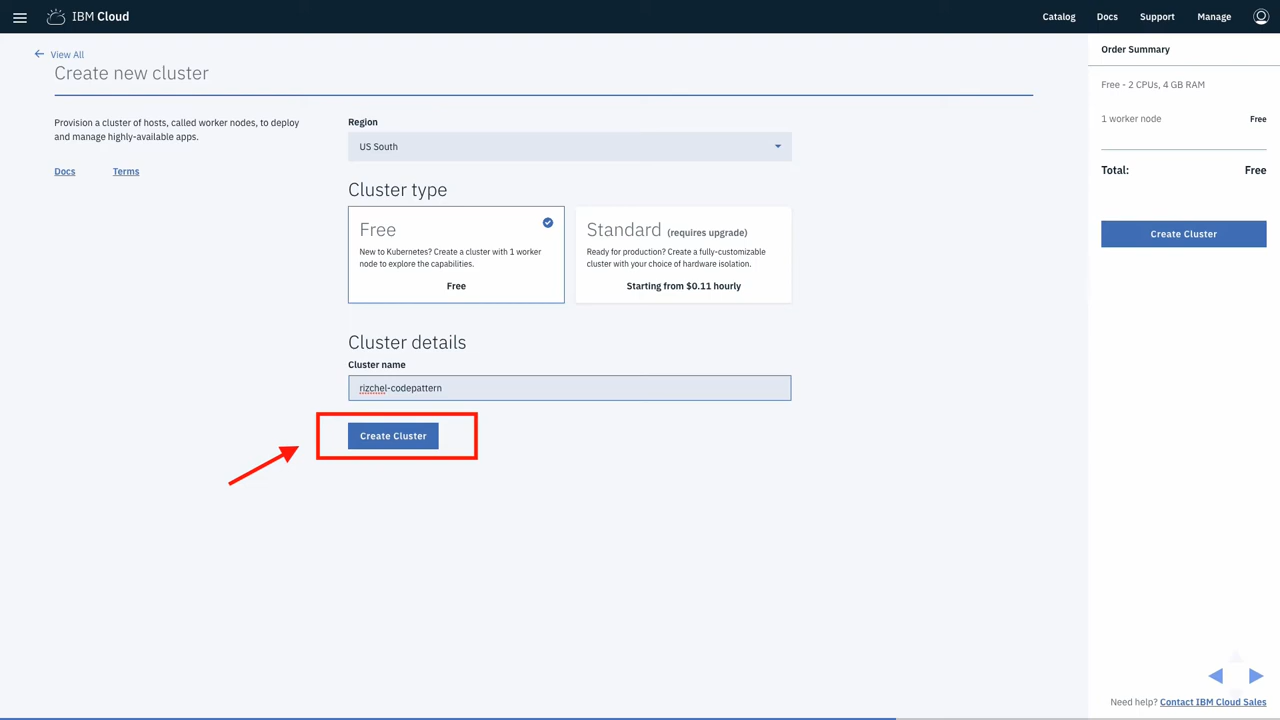 IBM Cloud
Catalog
Docs
Support
Manage
View All
Create new cluster
Provision a cluster of hosts, called worker nodes, to deploy
and manage highly-available apps.
Docs
Terms
Region
US South
Cluster type
Free
New to Kubernetes? Create a cluster with 1 worker
node to explore the capabilities.
Free
Standard (requires upgrade)
Ready for production? Create a fully-customizable
cluster with your choice of hardware isolation.
Starting from $0.11 hourly
Cluster details
Cluster name
rizchel-codepattern
Create Cluster
Order Summary
Free - 2 CPUs, 4 GB RAM
1 worker node Free
Total: Free
Create Cluster
Need help? Contact IBM Cloud Sales